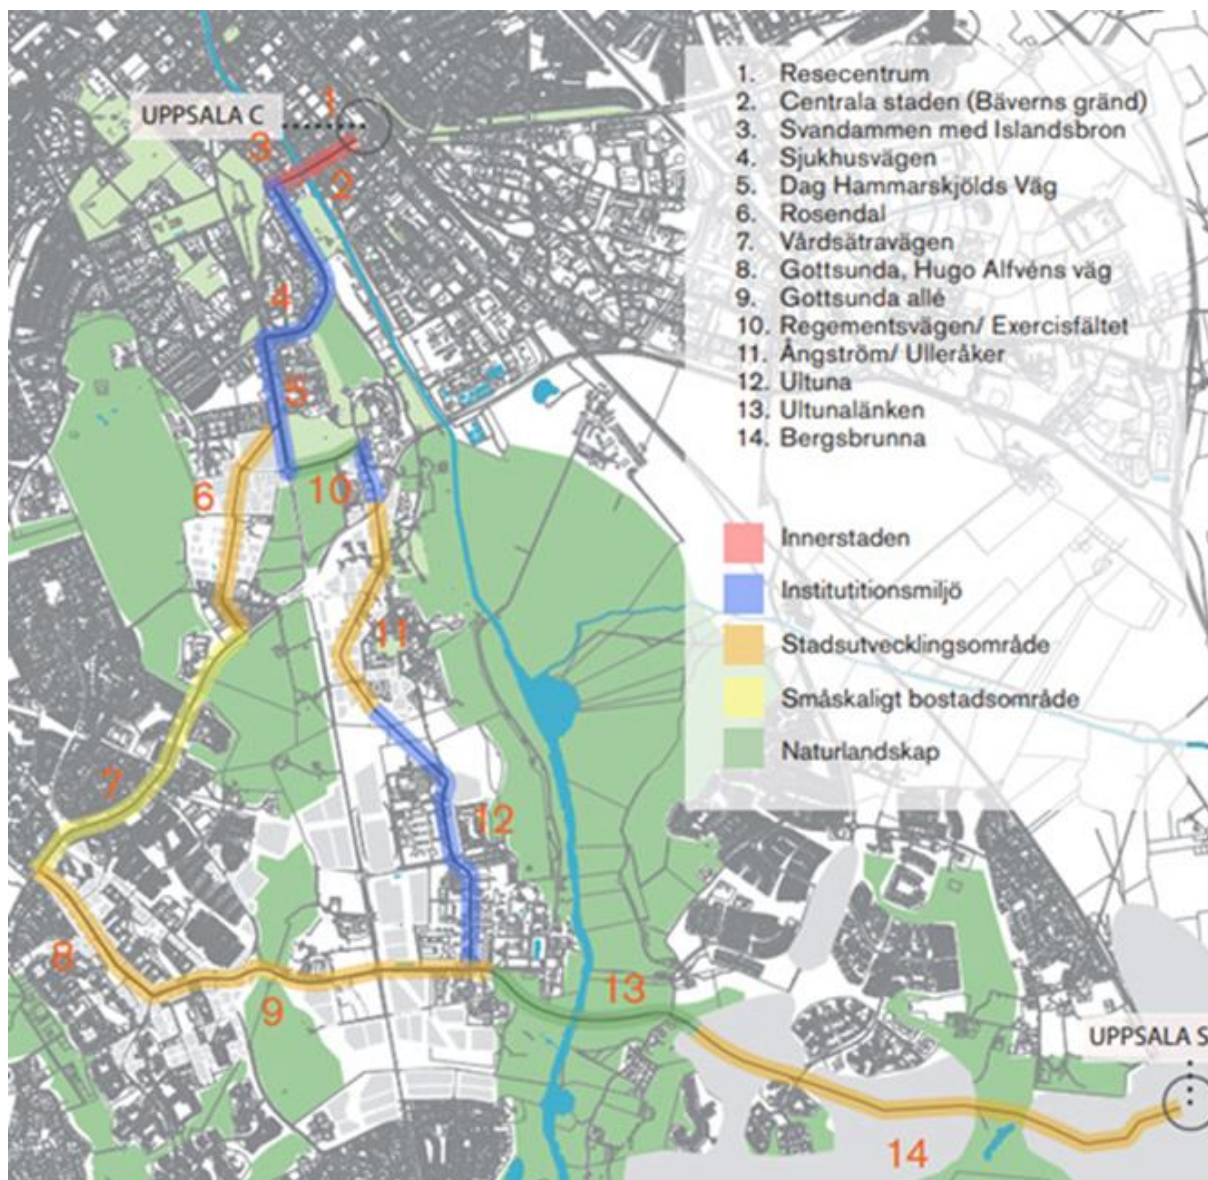 UPPSALA C
1
3
2
4
5
6
10
11
7
12
8
9
13
14
UPPSALA S
1. Resecentrum
2. Centrala staden (Bäverns gränd)
3. Svandammen med Islandsbron
4. Sjukhusvägen
5. Dag Hammarskjölds Väg
6. Rosendal
7. Vårdsätravägen
8. Gottsunda, Hugo Alfvéns väg
9. Gottsunda allé
10. Regementsvägen/ Exercisfältet
11. Ångström/ Ulleråker
12. Ultuna
13. Ultunalänken
14. Bergsbrunna
Innerstaden
Institutitionsmiljö
Stadsutvecklingsområde
Småskaligt bostadsområde
Naturlandskap